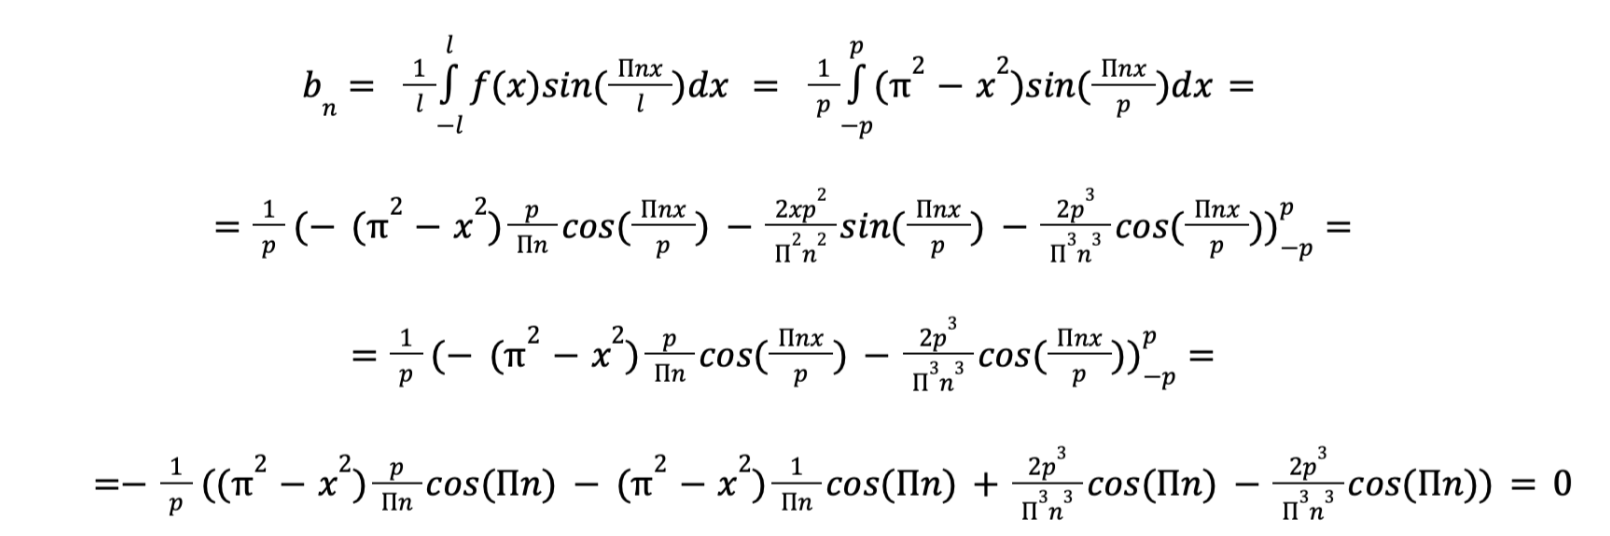 bₙ = 1/l ∫_{-l}^{l} f(x)sin(Πnx/l)dx = 1/p ∫_{-p}^{p} (π² − x²)sin(Πnx/p)dx =
= 1/p (− (π² − x²) p/Πn cos(Πnx/p) − 2xp²/Π²n² sin(Πnx/p) − 2p³/Π³n³ cos(Πnx/p))_{-p}^{p} =
= 1/p (− (π² − x²) p/Πn cos(Πnx/p) − 2p³/Π³n³ cos(Πnx/p))_{-p}^{p} =
=− 1/p ((π² − x²) p/Πn cos(Πn) − (π² − x²) 1/Πn cos(Πn) + 2p³/Π³n³ cos(Πn) − 2p³/Π³n³ cos(Πn)) = 0